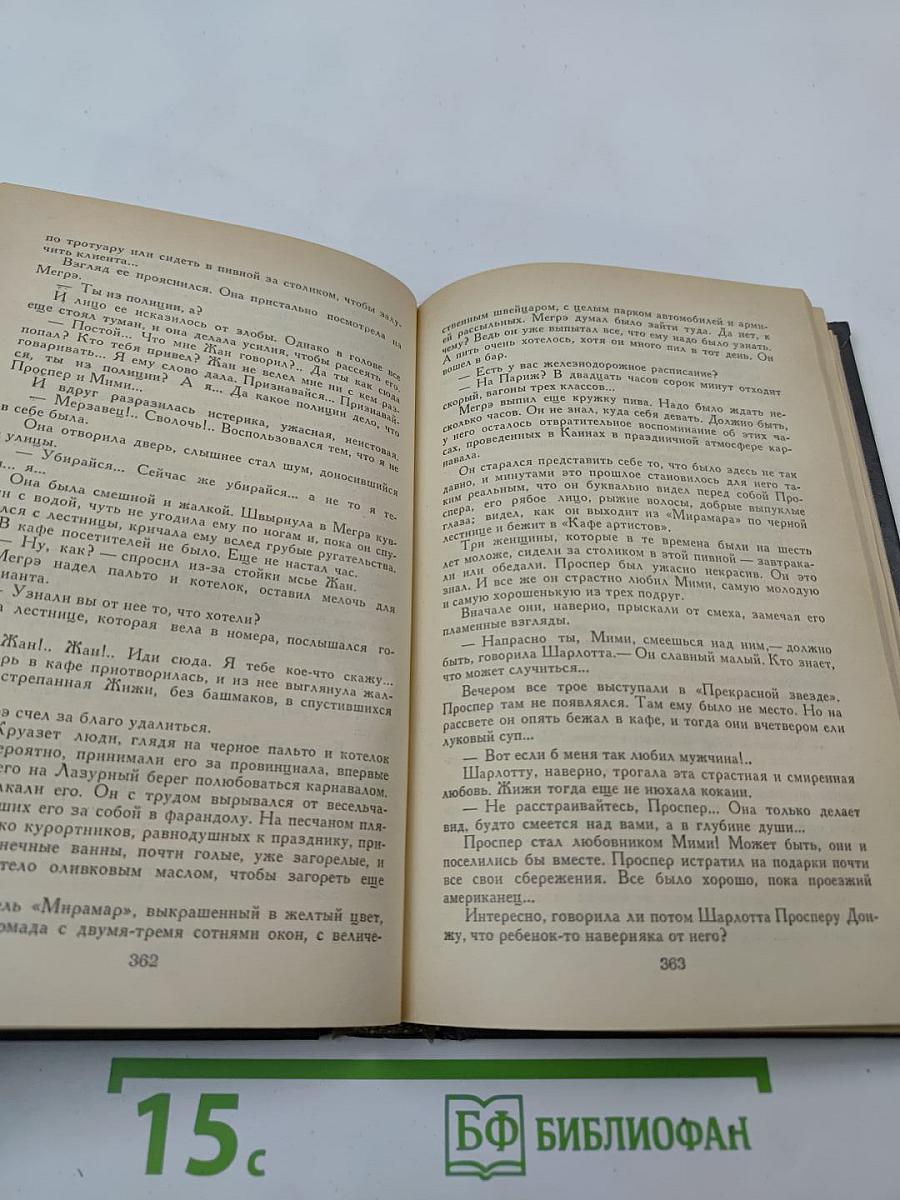 по тротуару или сидеть в пивной за столиком, чтобы залу-
чить клиента...
Взгляд ее прояснился. Она пристально посмотрела на
Мегрэ.
— Ты из полиции, а?
И лицо ее исказилось от злобы. Однако в голове все
еще стоял туман, и она делала усилия, чтобы рассеять его.
— Постой... Что мне Жан говорил?.. Да ты как сюда
попал? Кто тебя привел? Жан не велел мне ни с кем раз-
говаривать... Я ему слово дала. Признавайся... Признавай-
ся, ты из полиции? А я... Да какое полиции дело, что
Проспер и Мими...
И вдруг разразилась истерика, ужасная, неистовая.
— Мерзавец!.. Сволочь!.. Воспользовался тем, что я не
в себе была.
Она отворила дверь, слышнее стал шум, доносившийся
улицы.
— Убирайся... Сейчас же убирайся... а не то я те-
... я...
Она была смешной и жалкой. Швырнула в Мегрэ кув-
ин с водой, чуть не угодила ему по ногам и, пока он спу-
лся с лестницы, кричала ему вслед грубые ругательства.
В кафе посетителей не было. Еще не настал час.
— Ну, как? — спросил из-за стойки мсье Жан.
Мегрэ надел пальто и котелок, оставил мелочь для
ианта.
— Узнали вы от нее то, что хотели?
а лестнице, которая вела в номера, послышался го-
Жан!.. Жан!.. Иди сюда. Я тебе кое-что скажу...
рь в кафе приотворилась, и из нее выглянула жал-
стрепанная Жижи, без башмаков, в спустившихся
э счел за благо удалиться.
Круазет люди, глядя на черное пальто и котелок
ероятно, принимали его за провинциала, впервые
его на Лазурный берег полюбоваться карнавалом.
лкали его. Он с трудом вырывался от весельча-
ших его за собой в фарандолу. На песчаном пля-
ко курортников, равнодушных к празднику, при-
нечные ванны, почти голые, уже загорелые, и
тело оливковым маслом, чтобы загореть еще
ель «Мирамар», выкрашенный в желтый цвет,
омада с двумя-тремя сотнями окон, с величе-
362
ственным швейцаром, с целым парком автомобилей и арми-
ей рассыльных. Мегрэ думал было зайти туда. Да нет, к
чему? Ведь он уже выпытал все, что ему надо было узнать.
А пить очень хотелось, хотя он много пил в тот день. Он
вошел в бар.
— Есть у вас железнодорожное расписание?
— На Париж? В двадцать часов сорок минут отходят
скорый, вагоны трех классов...
Мегрэ выпил еще кружку пива. Надо было ждать не-
сколько часов. Он не знал, куда себя девать. Должно быть,
у него осталось отвратительное воспоминание об этих ча-
сах, проведенных в Каннах в праздничной атмосфере кар-
навала.
Он старался представить себе то, что было здесь не так
давно, и минутами это прошлое становилось для него та-
ким реальным, что он буквально видел перед собой Про-
спера, его рябое лицо, рыжие волосы, добрые выпуклые
глаза; видел, как он выходит из «Мирамара» по черной
лестнице и бежит в «Кафе артистов».
Три женщины, которые в те времена были на шесть
лет моложе, сидели за столиком в этой пивной — завтрака-
ли или обедали. Проспер был ужасно некрасив. Он это
знал. И все же он страстно любил Мими, самую молодую
и самую хорошенькую из трех подруг.
Вначале они, наверно, прыскали от смеха, замечая его
пламенные взгляды.
— Напрасно ты, Мими, смеешься над ним,— должно
быть, говорила Шарлотта.— Он славный малый. Кто знает,
что может случиться...
Вечером все трое выступали в «Прекрасной звезде».
Проспер там не появлялся. Там ему было не место. Но на
рассвете он опять бежал в кафе, и тогда они вчетвером ели
луковый суп...
— Вот если б меня так любил мужчина!..
Шарлотту, наверно, трогала эта страстная и смиренная
любовь. Жижи тогда еще не нюхала кокаин.
— Не расстраивайтесь, Проспер... Она только делает
вид, будто смеется над вами, а в глубине души...
Проспер стал любовником Мими! Может быть, они и
поселились бы вместе. Проспер истратил на подарки почти
все свои сбережения. Все было хорошо, пока проезжий
американец...
Интересно, говорила ли потом Шарлотта Просперу Дон-
жу, что ребенок-то наверняка от него?
363
15 с
БФ БИБЛИОФАН